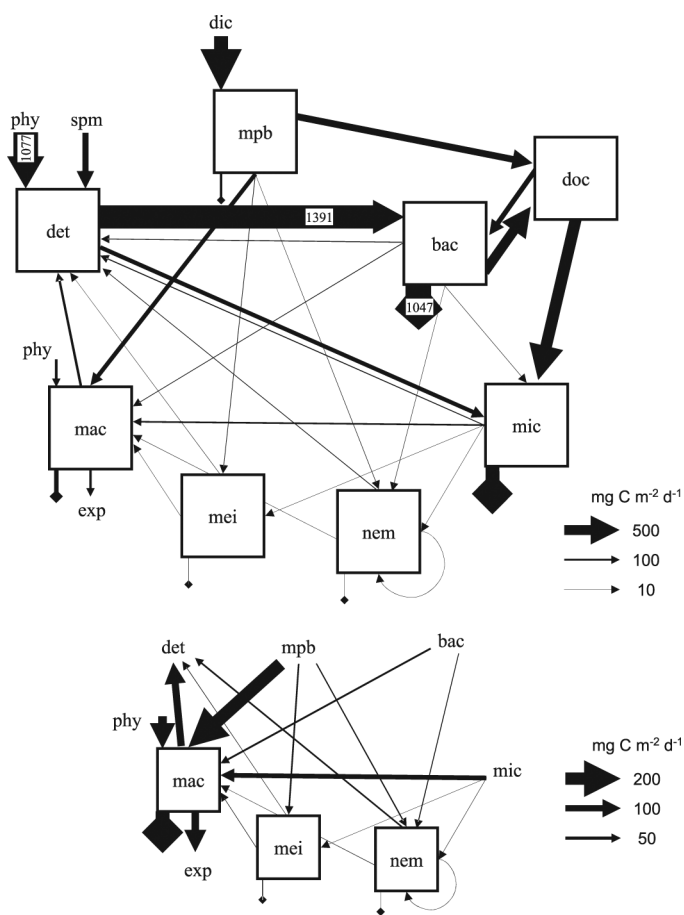 dic
phy
spm
1077
mpb
doc
det
1391
bac
1047
phy
mac
mic
exp
mei
nem
mg C m-2 d-1
500
100
10
det
mpb
bac
phy
mac
mic
exp
mei
nem
mg C m-2 d-1
200
100
50